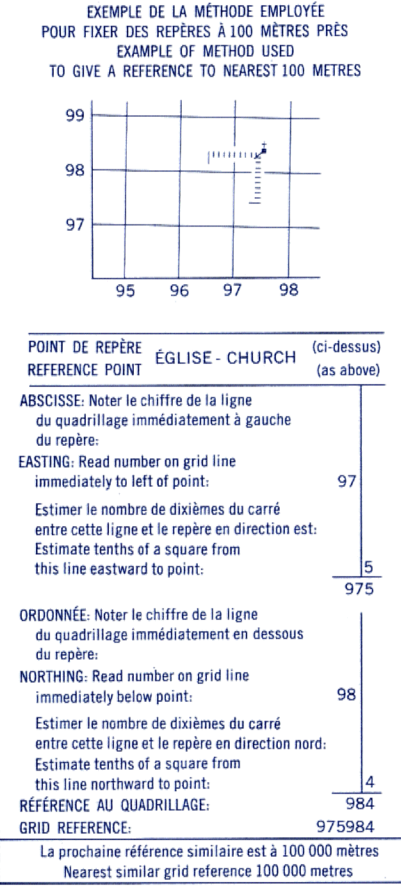 EXEMPLE DE LA MÉTHODE EMPLOYÉE
POUR FIXER DES REPÈRES À 100 MÈTRES PRÈS
EXAMPLE OF METHOD USED
TO GIVE A REFERENCE TO NEAREST 100 METRES
99
98
97
95 96 97 98
POINT DE REPÈRE
REFERENCE POINT
ÉGLISE - CHURCH
(ci-dessus)
(as above)
ABSCISSE: Noter le chiffre de la ligne
du quadrillage immédiatement à gauche
du repère:
EASTING: Read number on grid line
immediately to left of point: 97
Estimer le nombre de dixièmes du carré
entre cette ligne et le repère en direction est:
Estimate tenths of a square from
this line eastward to point: 5
975
ORDONNÉE: Noter le chiffre de la ligne
du quadrillage immédiatement en dessous
du repère:
NORTHING: Read number on grid line
immediately below point: 98
Estimer le nombre de dixièmes du carré
entre cette ligne et le repère en direction nord:
Estimate tenths of a square from
this line northward to point: 4
RÉFÉRENCE AU QUADRILLAGE: 984
GRID REFERENCE: 975984
La prochaine référence similaire est à 100 000 mètres
Nearest similar grid reference 100 000 metres